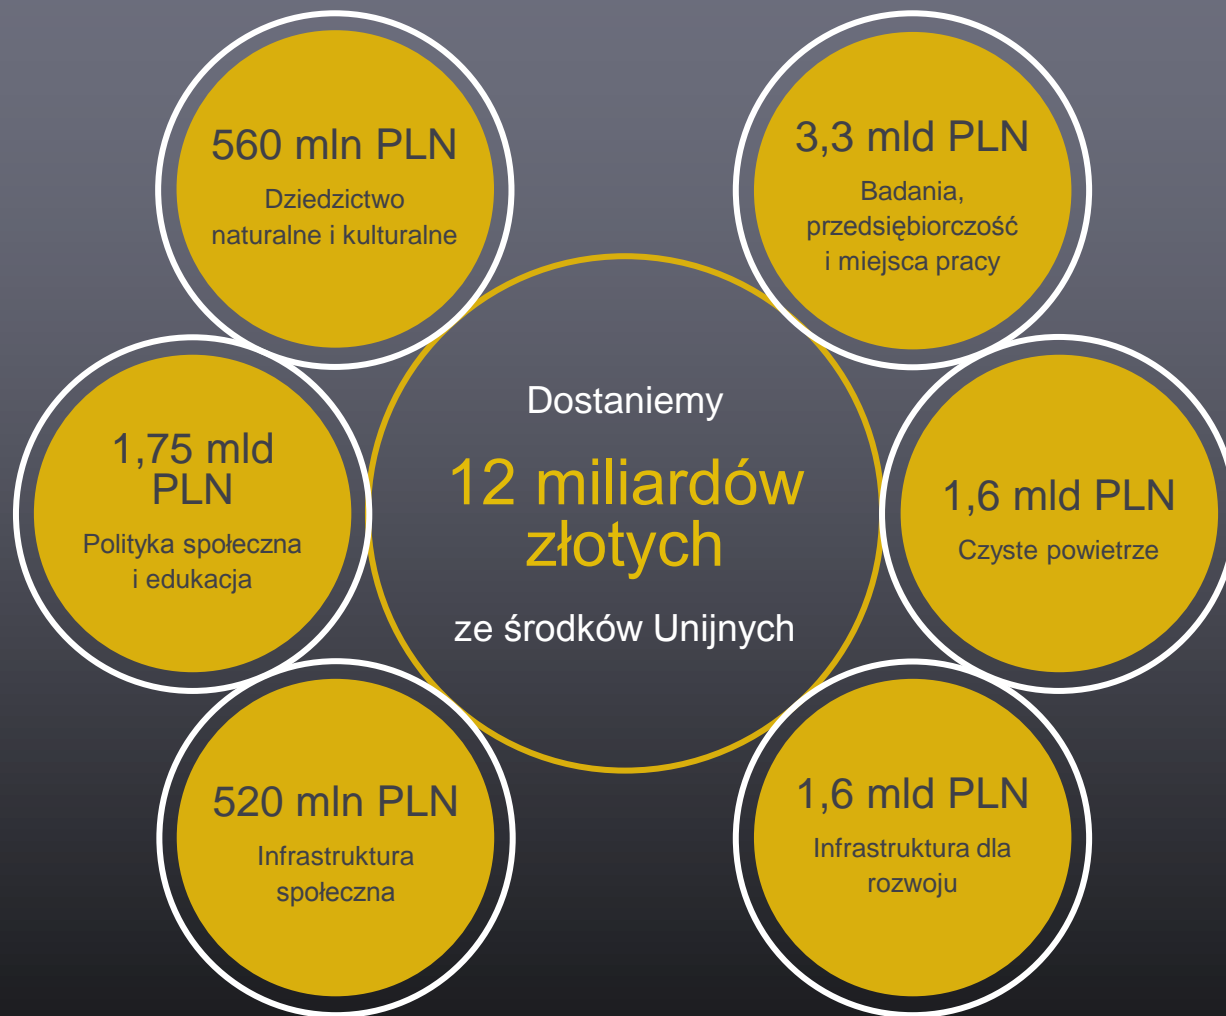 560 mln PLN
Dziedzictwo
naturalne i kulturalne
3,3 mld PLN
Badania,
przedsiębiorczość
i miejsca pracy
1,75 mld
PLN
Polityka społeczna
i edukacja
Dostaniemy
12 miliardów
złotych
ze środków Unijnych
1,6 mld PLN
Czyste powietrze
520 mln PLN
Infrastruktura
społeczna
1,6 mld PLN
Infrastruktura dla
rozwoju